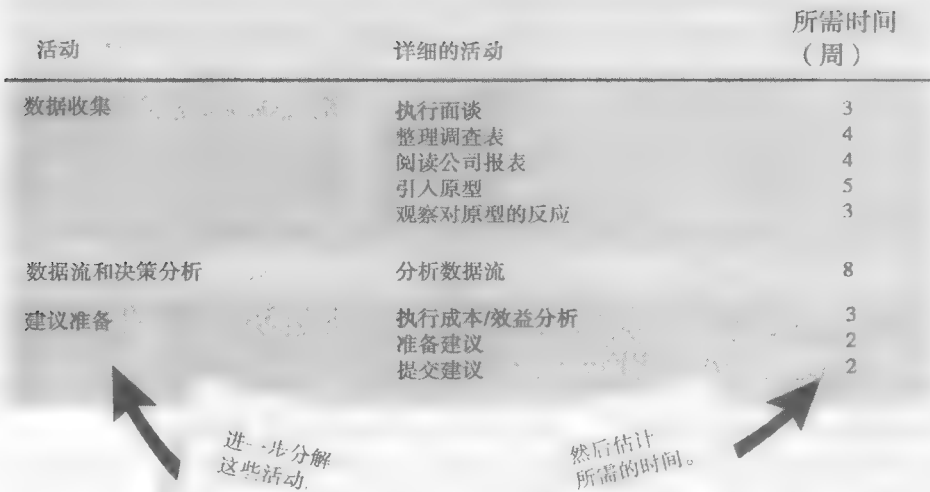 活动 详细的活动 所需时间
（周）
数据收集 执行面谈 3
整理调查表 4
阅读公司报表 4
引入原型 5
观察对原型的反应 3
数据流和决策分析 分析数据流 8
建议准备 执行成本/效益分析 3
准备建议 2
提交建议 2
进一步分解
这些活动.
然后估计
所需的时间。